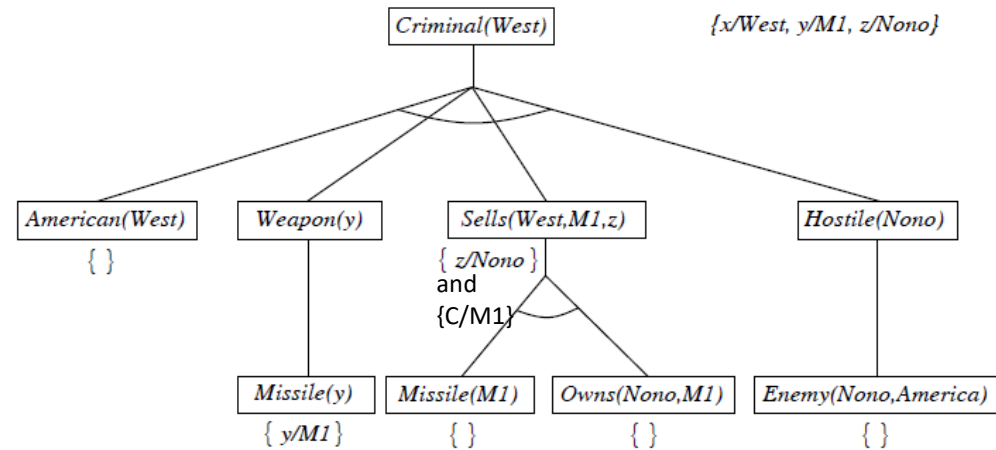 Criminal(West)
{x/West, y/M1, z/Nono}
American(West)
Weapon(y)
Sells(West,M1,z)
Hostile(Nono)
{ }
{ z/Nono }
and
{C/M1}
Missile(y)
Missile(M1)
Owns(Nono,M1)
Enemy(Nono,America)
{ y/M1}
{ }
{ }
{ }